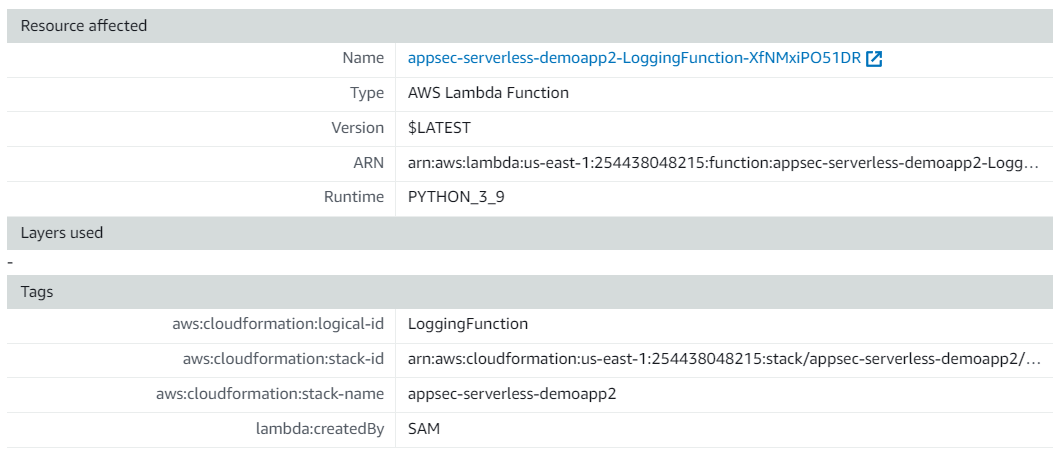 Resource affected
Name appsec-serverless-demoapp2-LoggingFunction-XfNMxiPO51DR
Type AWS Lambda Function
Version $LATEST
ARN arn:aws:lambda:us-east-1:254438048215:function:appsec-serverless-demoapp2-Logg...
Runtime PYTHON_3_9
Layers used
-
Tags
aws:cloudformation:logical-id LoggingFunction
aws:cloudformation:stack-id arn:aws:cloudformation:us-east-1:254438048215:stack/appsec-serverless-demoapp2/...
aws:cloudformation:stack-name appsec-serverless-demoapp2
lambda:createdBy SAM